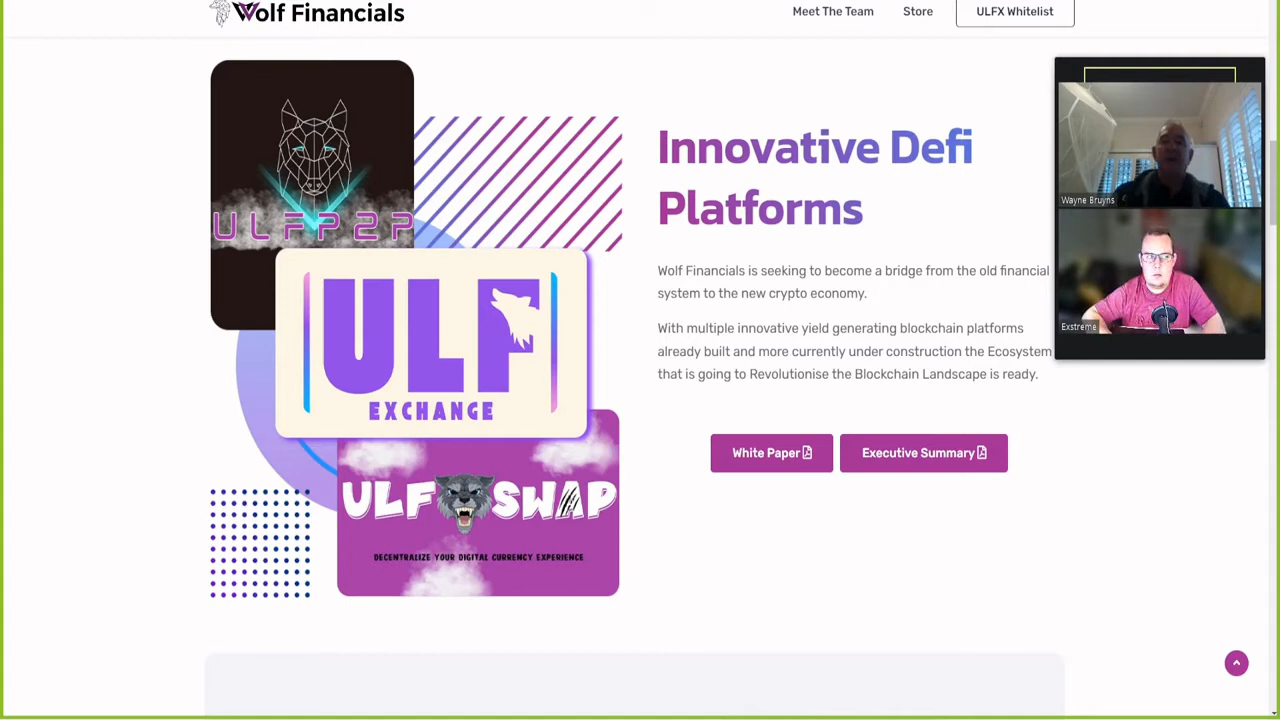 Wolf Financials
Meet The Team
Store
ULFX Whitelist
ULFP2P
ULF
EXCHANGE
ULF SWAP
DECENTRALIZE YOUR DIGITAL CURRENCY EXPERIENCE
Innovative Defi
Platforms
Wolf Financials is seeking to become a bridge from the old financial
system to the new crypto economy.
With multiple innovative yield generating blockchain platforms
already built and more currently under construction the Ecosystem
that is going to Revolutionise the Blockchain Landscape is ready.
White Paper
Executive Summary
Wayne Bruyns
Exstreme